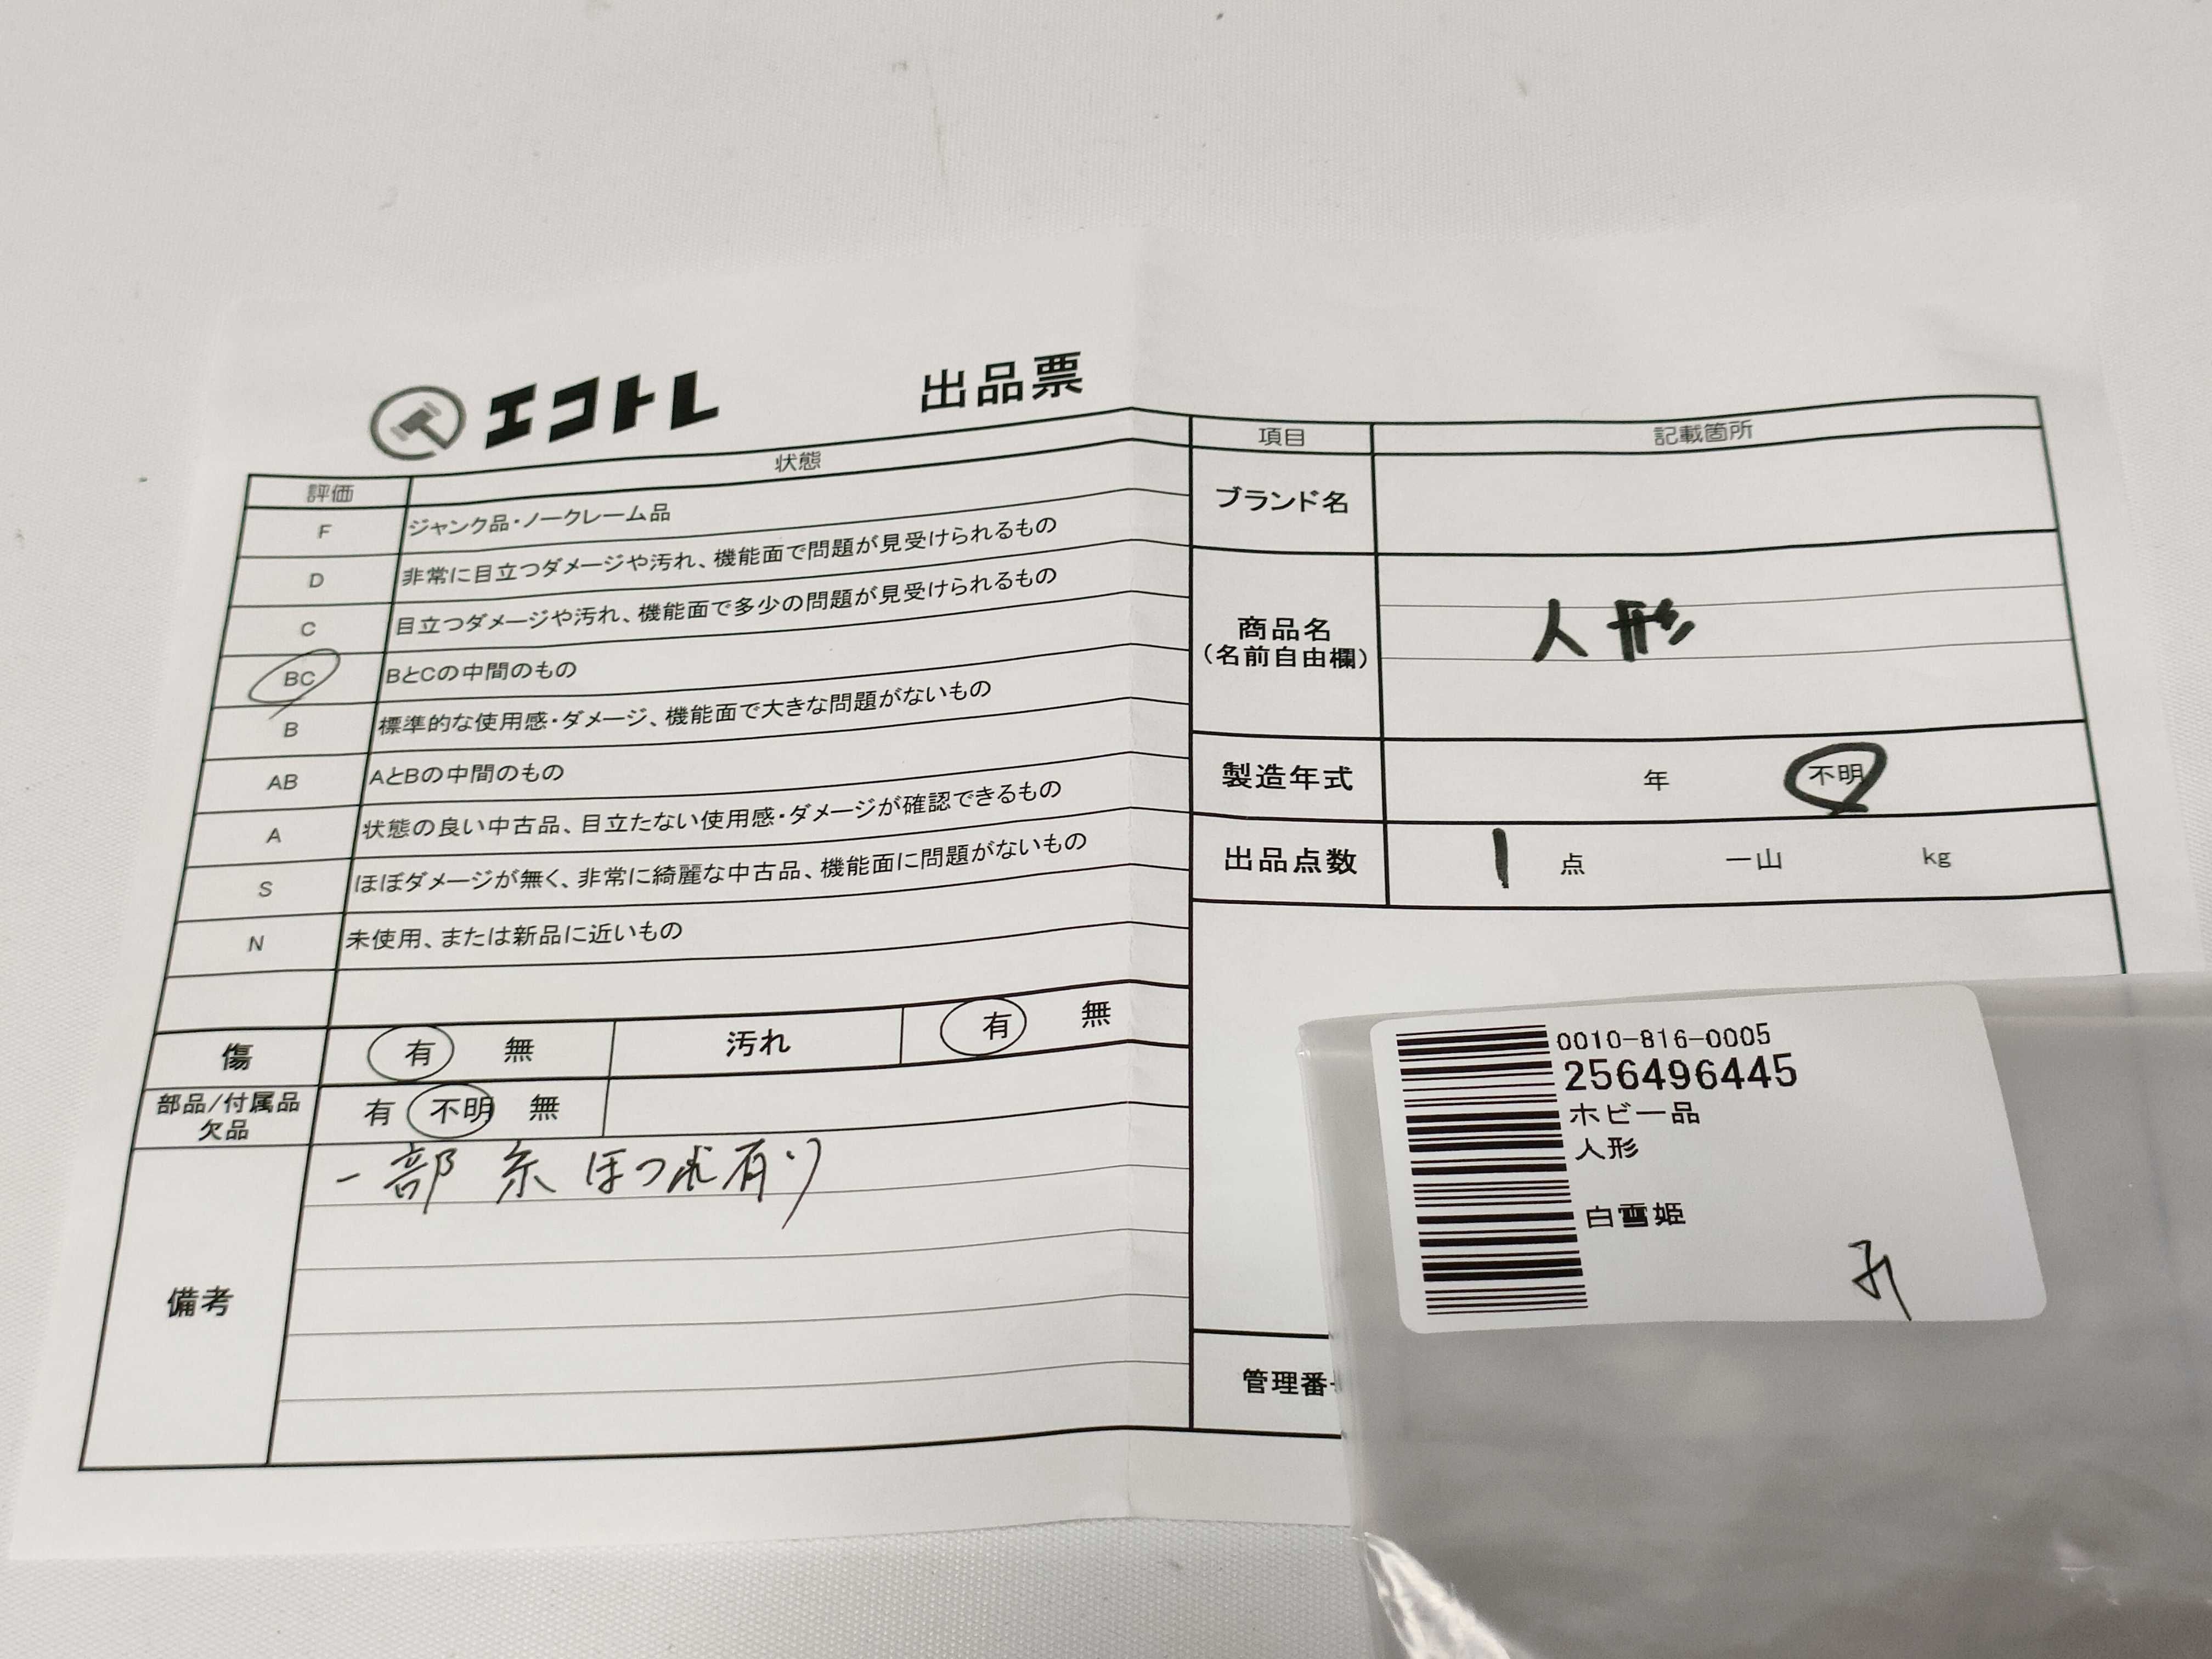 エコトレ 出品票
評価 状態
F ジャンク品・ノークレーム品
D 非常に目立つダメージや汚れ、機能面で問題が見受けられるもの
C 目立つダメージや汚れ、機能面で多少の問題が見受けられるもの
BC BとCの中間のもの
B 標準的な使用感・ダメージ、機能面で大きな問題がないもの
AB AとBの中間のもの
A 状態の良い中古品、目立たない使用感・ダメージが確認できるもの
S ほぼダメージが無く、非常に綺麗な中古品、機能面に問題がないもの
N 未使用、または新品に近いもの
傷 有 無 汚れ 有 無
部品/付属品
欠品
有 不明 無
備考
一部 糸 ほつれ有り
項目 記載箇所
ブランド名
商品名
(名前自由欄)
人形
製造年式 年 不明
出品点数 1 点 一山 kg
管理番
0010-816-0005
256496445
ホビー品
人形
白雪姫